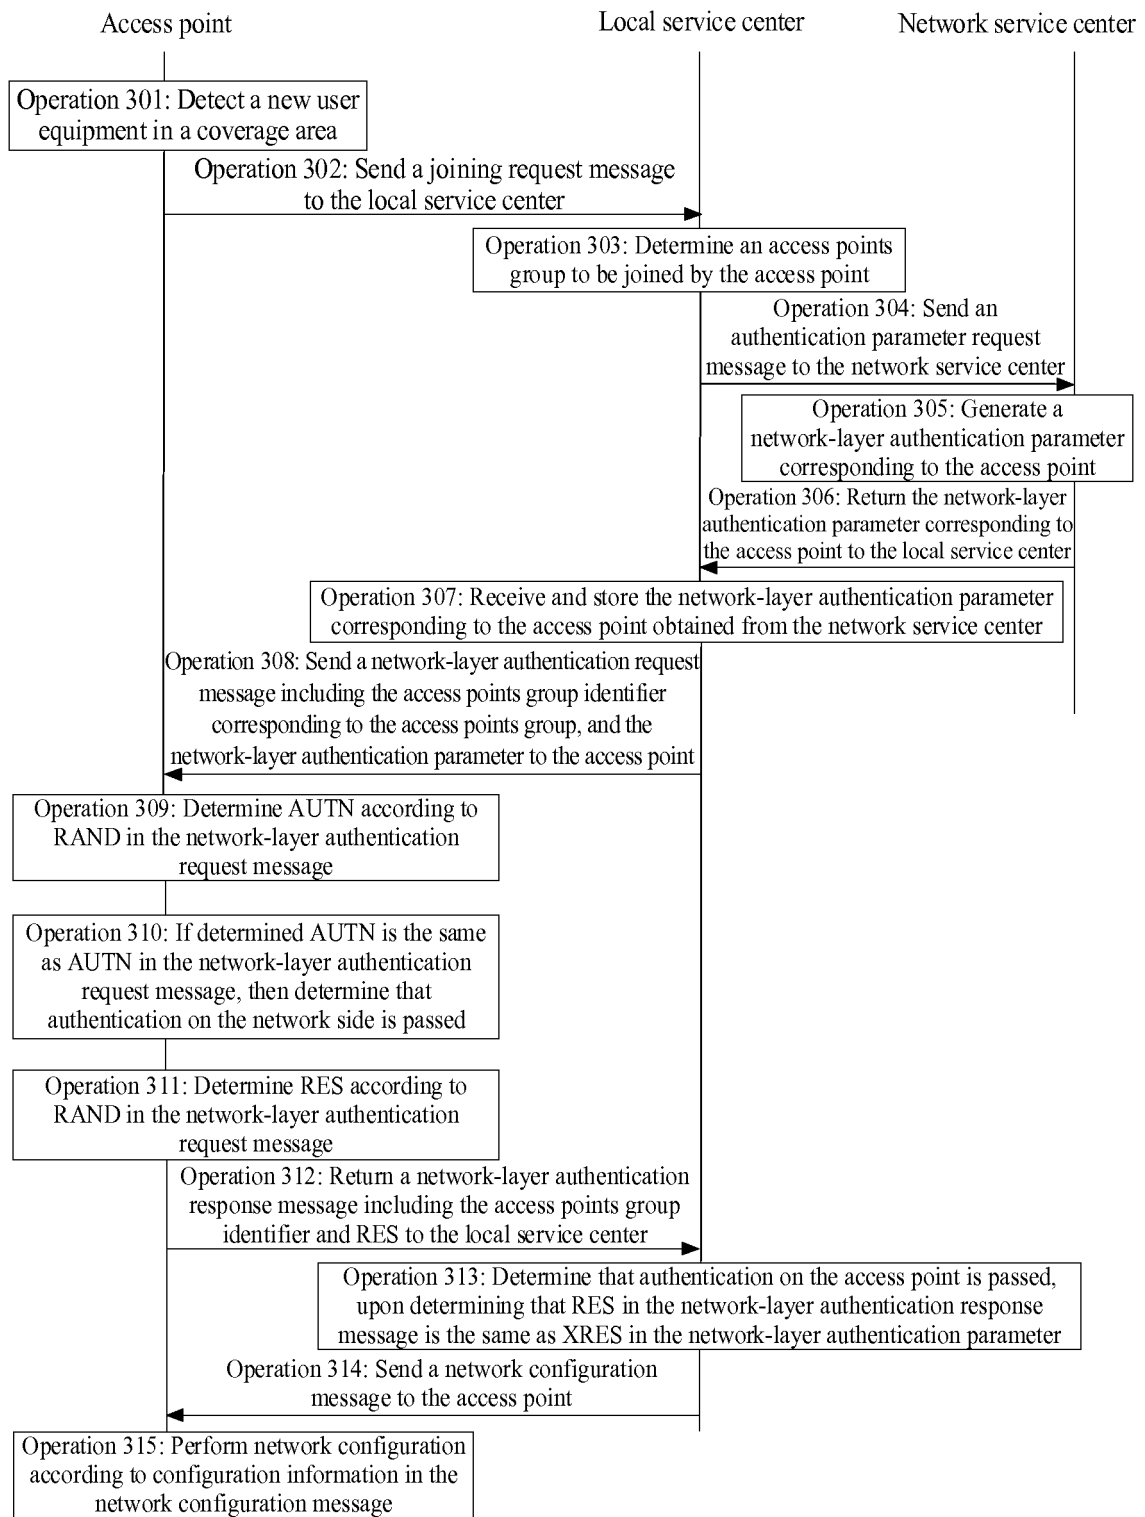 Access point
Local service center
Network service center
Operation 301: Detect a new user
equipment in a coverage area
Operation 302: Send a joining request message
to the local service center
Operation 303: Determine an access points
group to be joined by the access point
Operation 304: Send an
authentication parameter request
message to the network service center
Operation 305: Generate a
network-layer authentication parameter
corresponding to the access point
Operation 306: Return the network-layer
authentication parameter corresponding to
the access point to the local service center
Operation 307: Receive and store the network-layer authentication parameter
corresponding to the access point obtained from the network service center
Operation 308: Send a network-layer authentication request
message including the access points group identifier
corresponding to the access points group, and the
network-layer authentication parameter to the access point
Operation 309: Determine AUTN according to
RAND in the network-layer authentication
request message
Operation 310: If determined AUTN is the same
as AUTN in the network-layer authentication
request message, then determine that
authentication on the network side is passed
Operation 311: Determine RES according to
RAND in the network-layer authentication
request message
Operation 312: Return a network-layer authentication
response message including the access points group
identifier and RES to the local service center
Operation 313: Determine that authentication on the access point is passed,
upon determining that RES in the network-layer authentication response
message is the same as XRES in the network-layer authentication parameter
Operation 314: Send a network configuration
message to the access point
Operation 315: Perform network configuration
according to configuration information in the
network configuration message